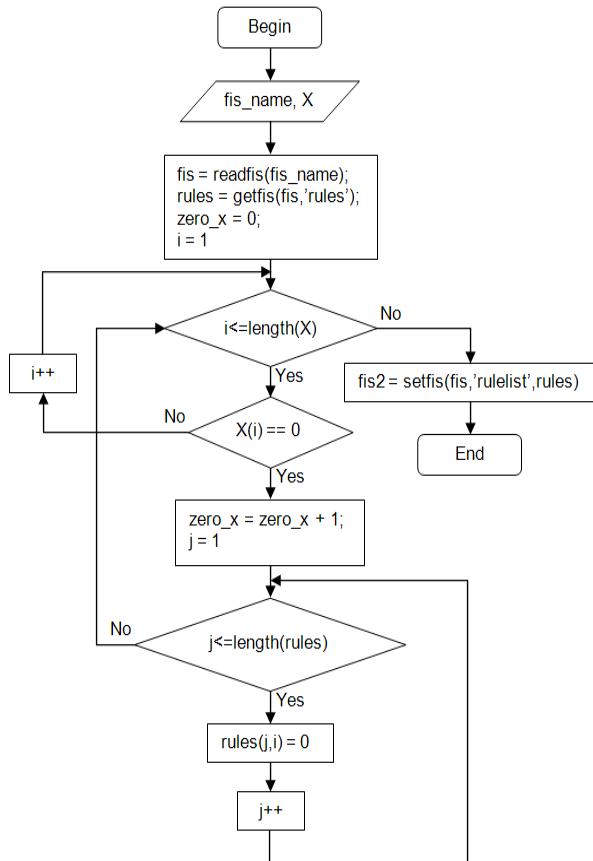 Begin
fis_name, X
fis = readfis(fis_name);
rules = getfis(fis,'rules');
zero_x = 0;
i = 1
i<=length(X)
No
i++
Yes
fis2 = setfis(fis,'rulelist',rules)
No
X(i) == 0
End
Yes
zero_x = zero_x + 1;
j = 1
No
j<=length(rules)
Yes
rules(j,i) = 0
j++